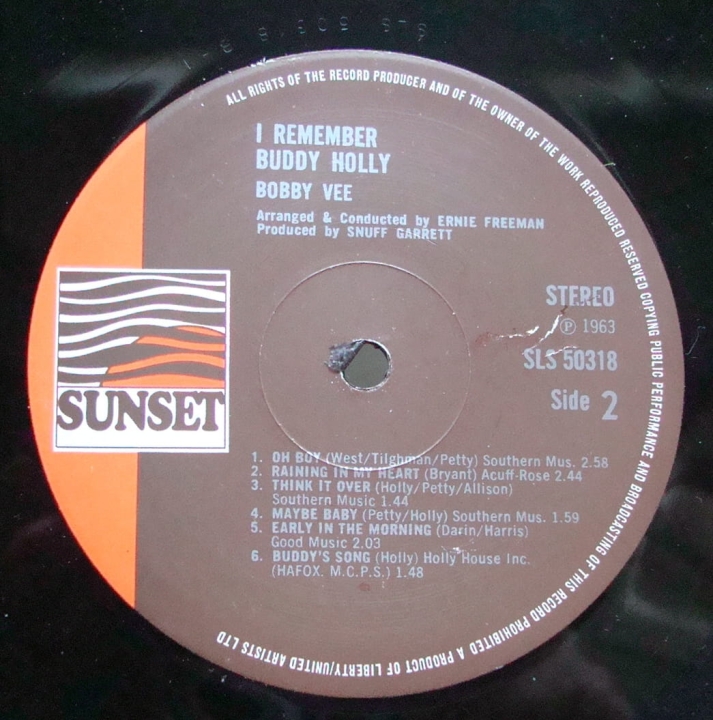 ALL RIGHTS OF THE RECORD PRODUCER AND OF THE OWNER OF THE WORK REPRODUCED RESERVED COPYING PUBLIC PERFORMANCE AND BROADCASTING OF THIS RECORD PROHIBITED A PRODUCT OF LIBERTY/UNITED ARTISTS LTD
I REMEMBER
BUDDY HOLLY
BOBBY VEE
Arranged & Conducted by ERNIE FREEMAN
Produced by SNUFF GARRETT
STEREO
Ⓟ 1963
SLS 50318
Side 2
SUNSET
1. OH BOY (West/Tilghman/Petty) Southern Mus. 2.58
2. RAINING IN MY HEART (Bryant) Acuff-Rose 2.44
3. THINK IT OVER (Holly/Petty/Allison)
Southern Music 1.44
4. MAYBE BABY (Petty/Holly) Southern Mus. 1.59
5. EARLY IN THE MORNING (Darin/Harris)
Good Music 2.03
6. BUDDY'S SONG (Holly) Holly House Inc.
(HAFOX. M.C.P.S.) 1.48